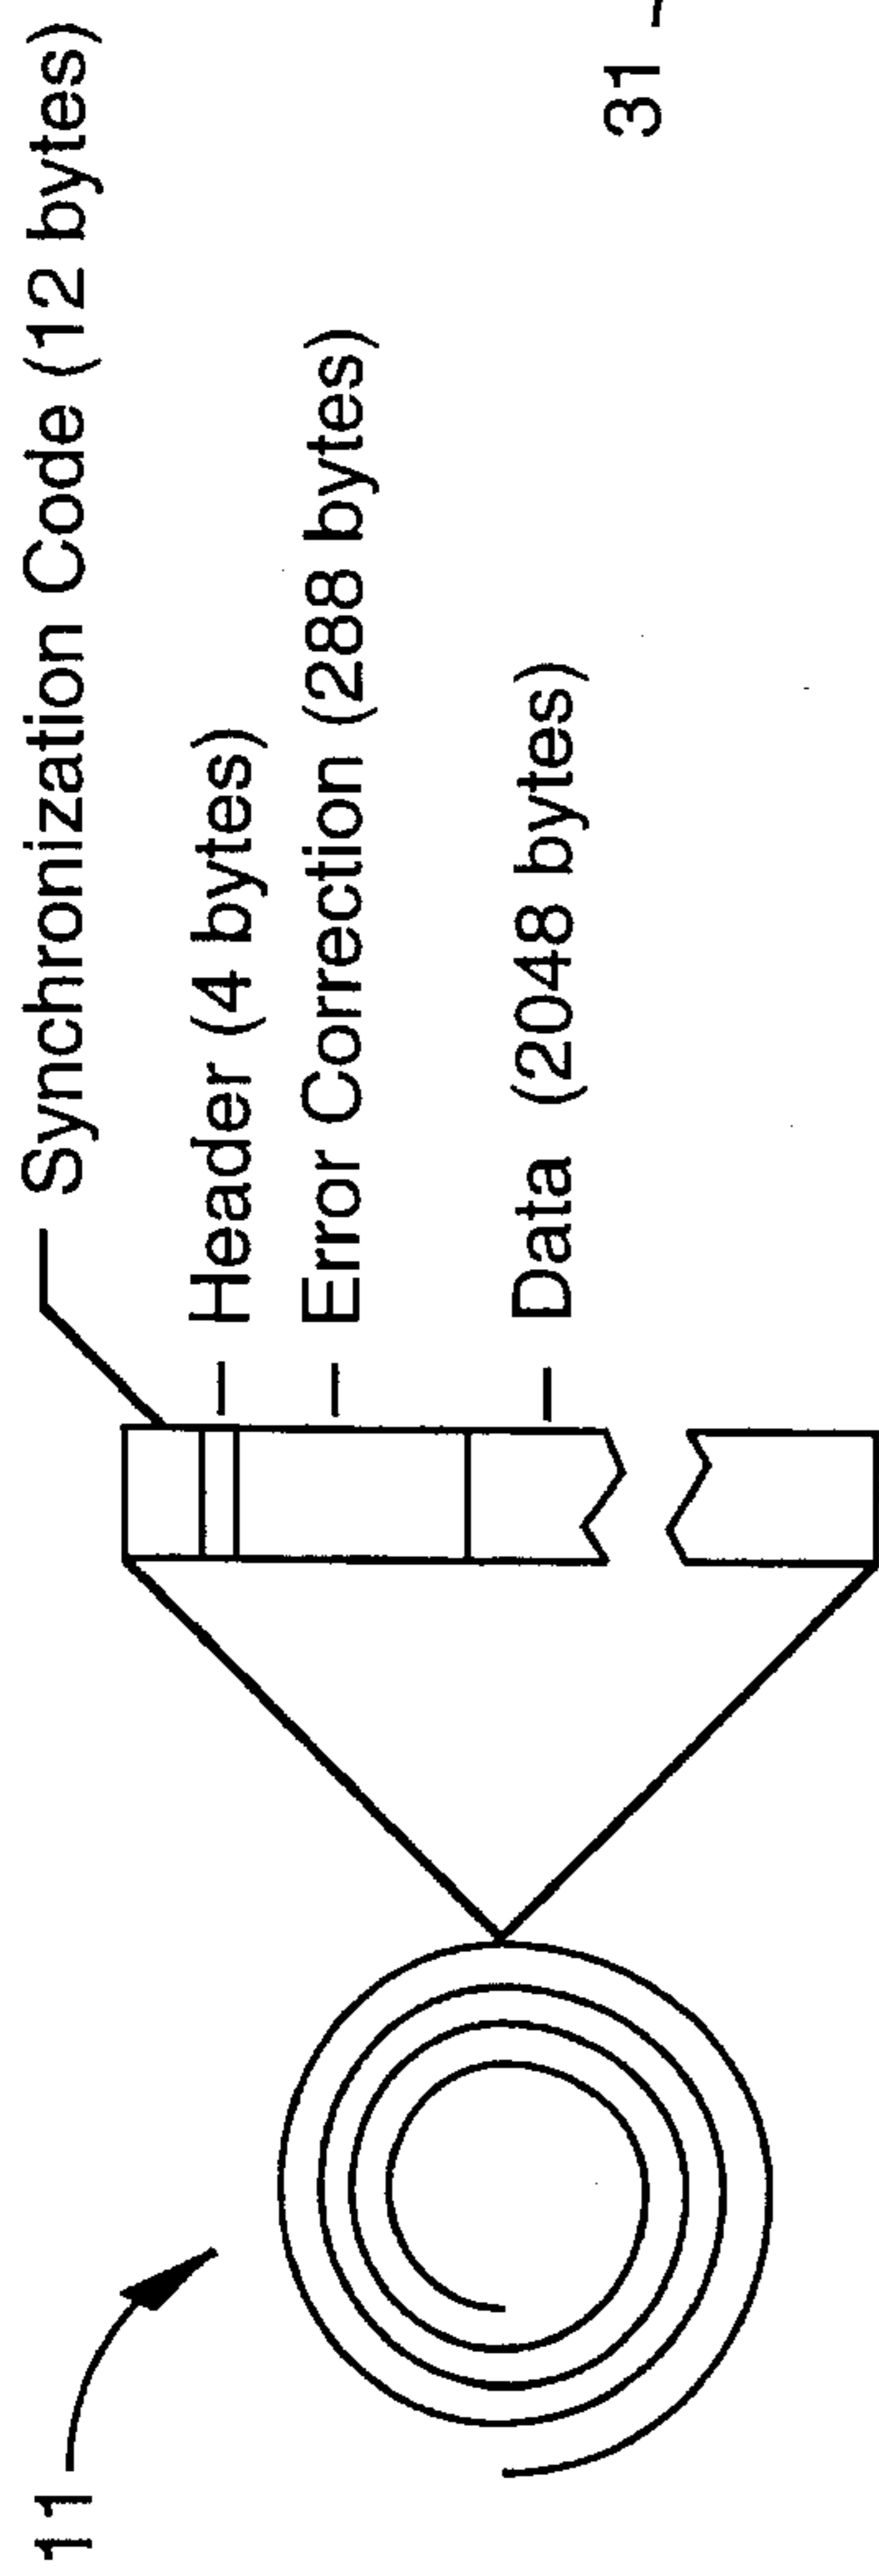 Synchronization Code (12 bytes)
Header (4 bytes)
Error Correction (288 bytes)
Data (2048 bytes)
11
31